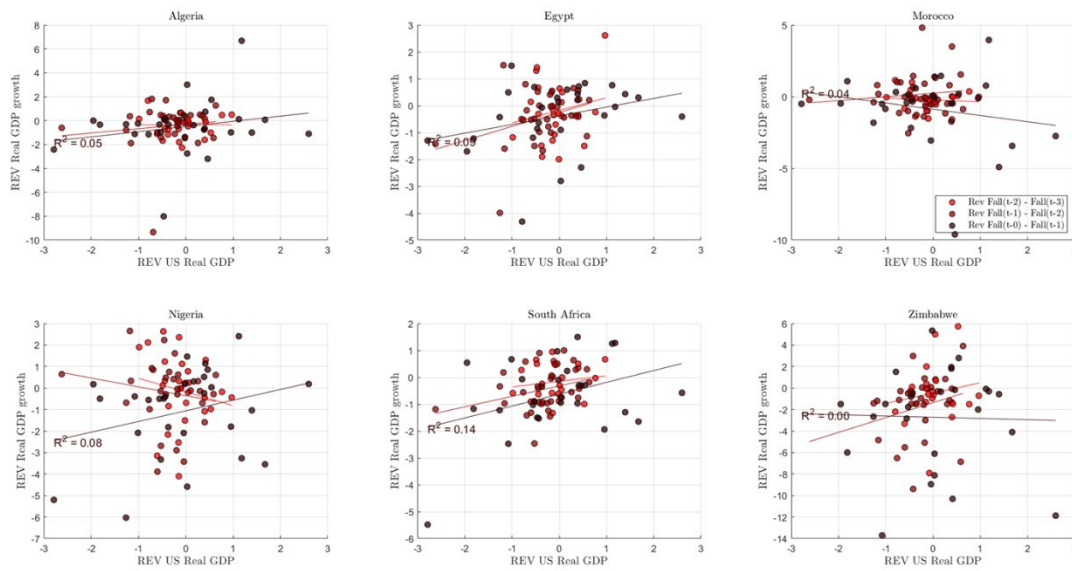 Algeria
REV Real GDP growth
8
6
4
2
0
-2
-4
-6
-8
-10
R² = 0.05
-3 -2 -1 0 1 2 3
REV US Real GDP
Egypt
REV Real GDP growth
3
2
1
0
-1
-2
-3
-4
-5
R² = 0.09
-3 -2 -1 0 1 2 3
REV US Real GDP
Morocco
REV Real GDP growth
5
0
-5
-10
R² = 0.04
Rev Fall(t-2) - Fall(t-3)
Rev Fall(t-1) - Fall(t-2)
Rev Fall(t-0) - Fall(t-1)
-3 -2 -1 0 1 2 3
REV US Real GDP
Nigeria
REV Real GDP growth
3
2
1
0
-1
-2
-3
-4
-5
-6
-7
R² = 0.08
-3 -2 -1 0 1 2 3
REV US Real GDP
South Africa
REV Real GDP growth
2
1
0
-1
-2
-3
-4
-5
-6
R² = 0.14
-3 -2 -1 0 1 2 3
REV US Real GDP
Zimbabwe
REV Real GDP growth
6
4
2
0
-2
-4
-6
-8
-10
-12
-14
R² = 0.00
-3 -2 -1 0 1 2 3
REV US Real GDP